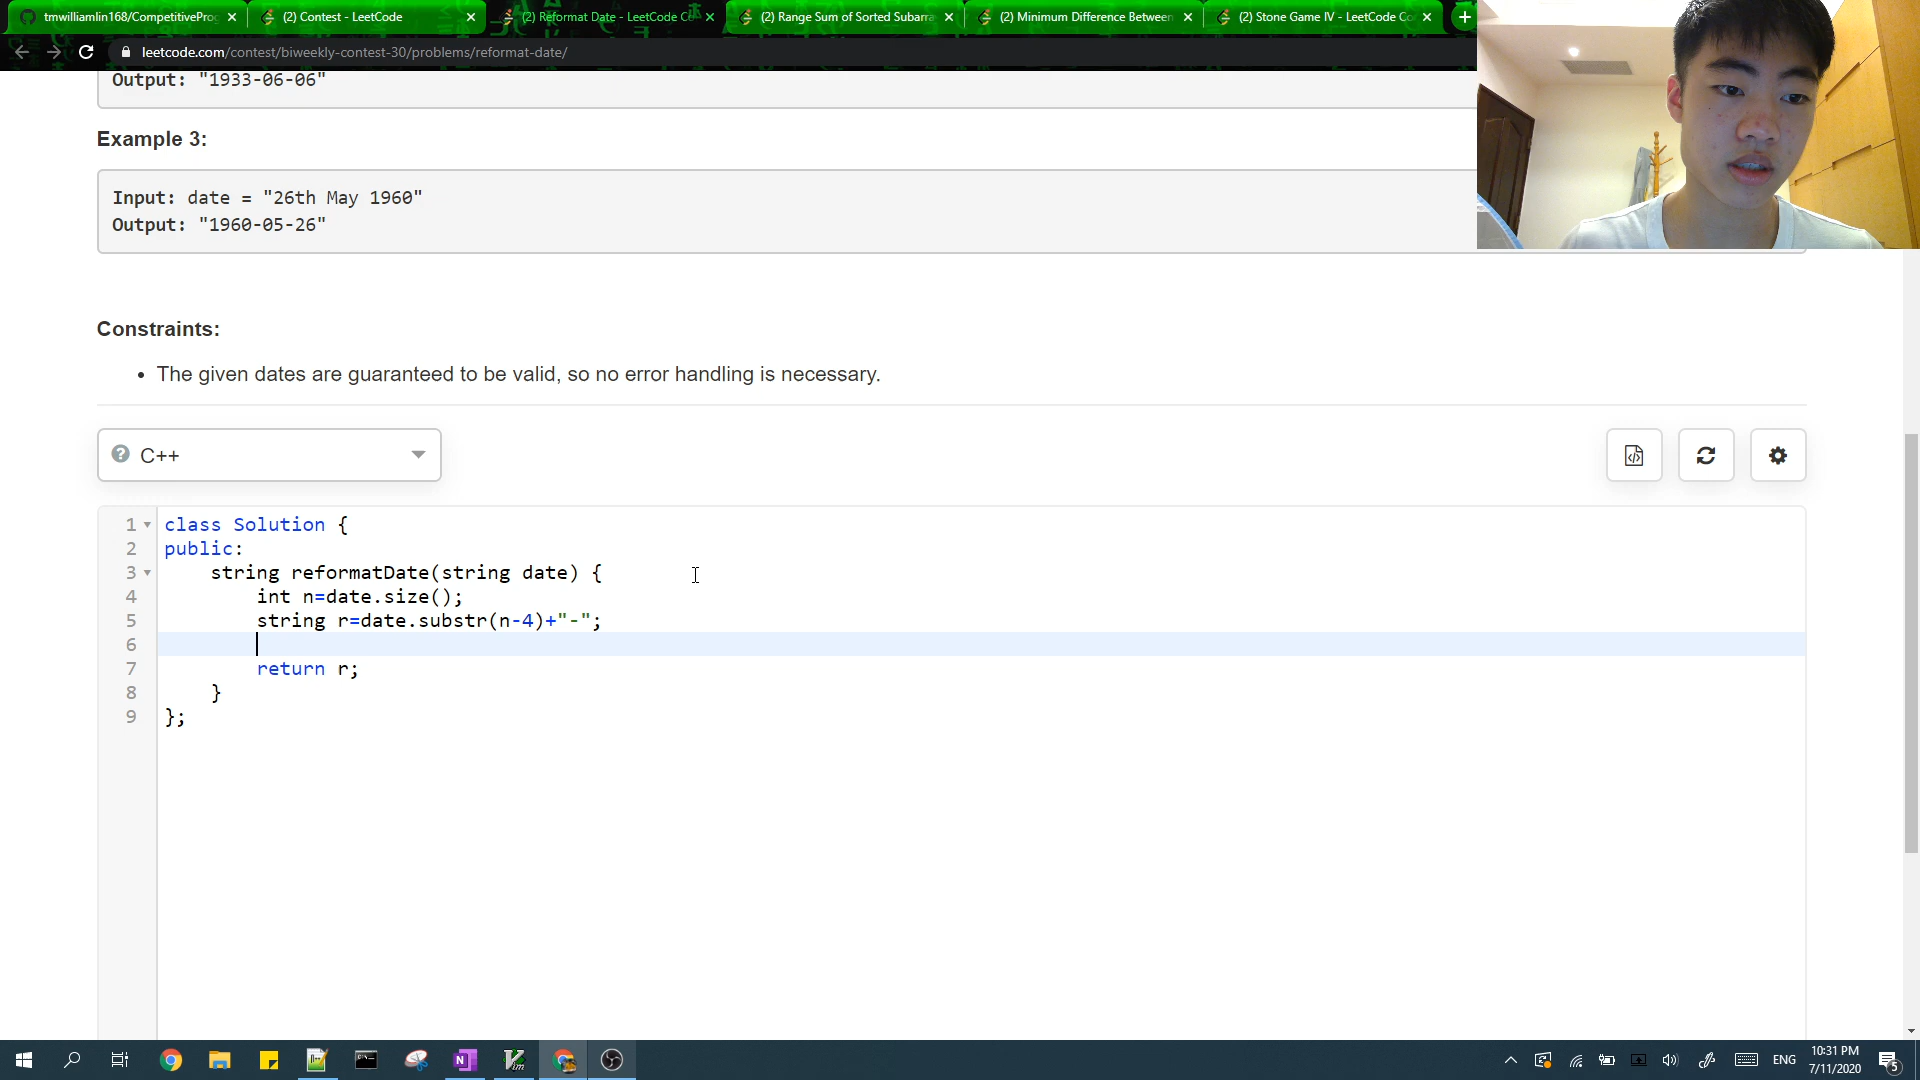 tmwilliamlin168/CompetitiveProg
(2) Contest - LeetCode
(2) Reformat Date - LeetCode Co
(2) Range Sum of Sorted Subarra
(2) Minimum Difference Between
(2) Stone Game IV - LeetCode Co
leetcode.com/contest/biweekly-contest-30/problems/reformat-date/
Output: "1933-06-06"
Example 3:
Input: date = "26th May 1960"
Output: "1960-05-26"
Constraints:
• The given dates are guaranteed to be valid, so no error handling is necessary.
C++
1 class Solution {
2 public:
3 string reformatDate(string date) {
4 int n=date.size();
5 string r=date.substr(n-4)+"-";
6
7 return r;
8 }
9 };
ENG
10:31 PM
7/11/2020
5